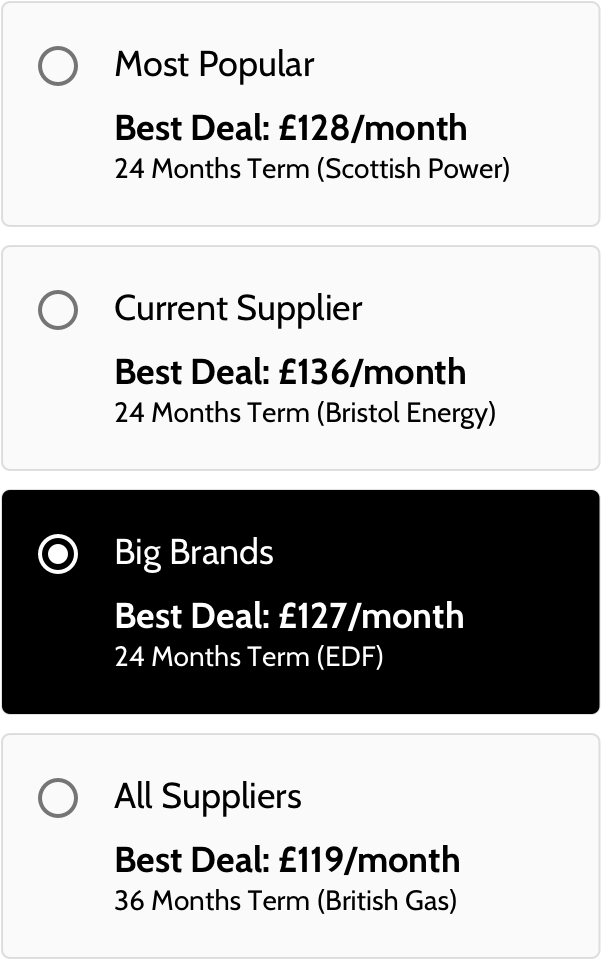 Most Popular
Best Deal: £128/month
24 Months Term (Scottish Power)
Current Supplier
Best Deal: £136/month
24 Months Term (Bristol Energy)
Big Brands
Best Deal: £127/month
24 Months Term (EDF)
All Suppliers
Best Deal: £119/month
36 Months Term (British Gas)